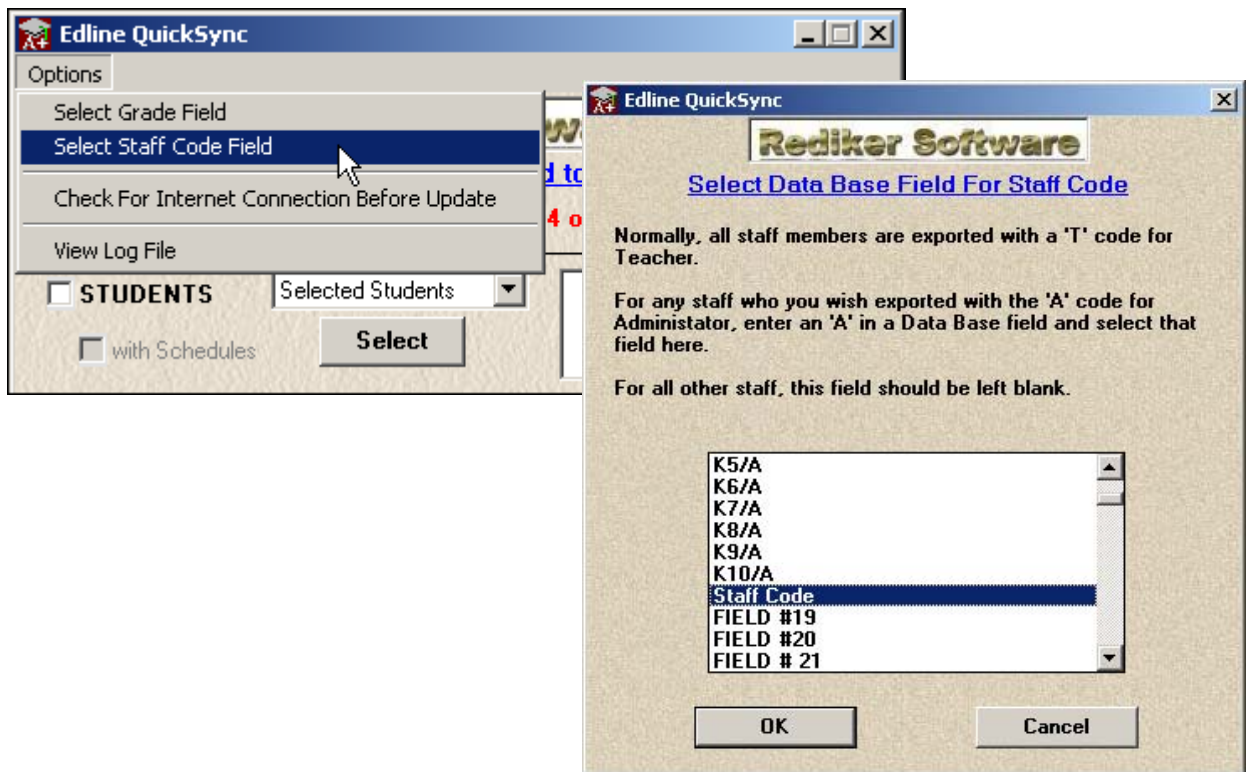 Edline QuickSync
Options
Select Grade Field
Select Staff Code Field
Check For Internet Connection Before Update
View Log File
4 o
STUDENTS
Selected Students
with Schedules
Select
Edline QuickSync
Rediker Software
Select Data Base Field For Staff Code
Normally, all staff members are exported with a 'T' code for
Teacher.
For any staff who you wish exported with the 'A' code for
Administator, enter an 'A' in a Data Base field and select that
field here.
For all other staff, this field should be left blank.
K5/A
K6/A
K7/A
K8/A
K9/A
K10/A
Staff Code
FIELD #19
FIELD #20
FIELD # 21
OK
Cancel